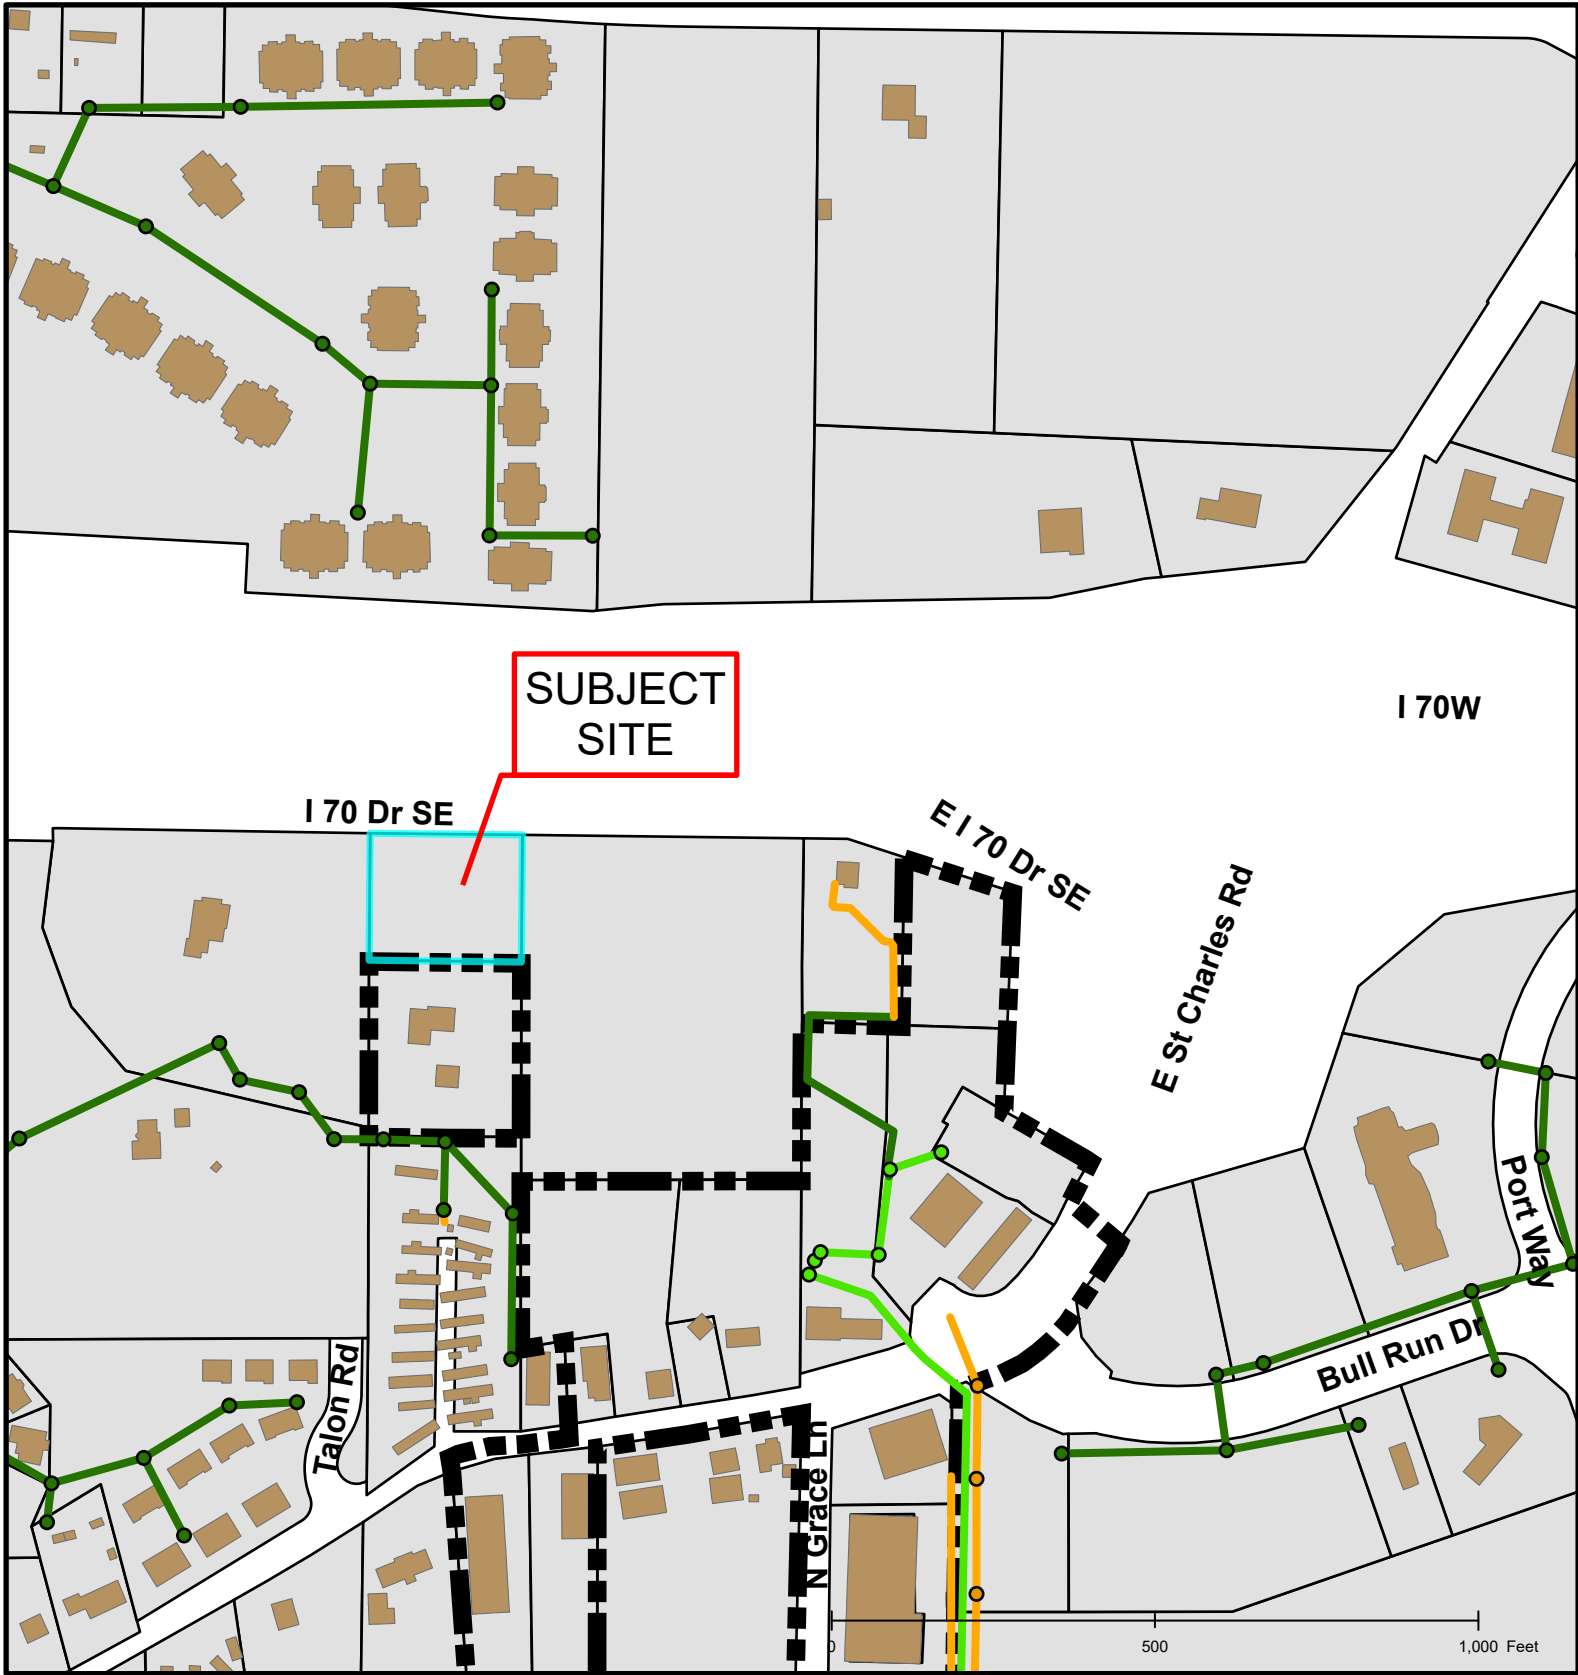 SUBJECT
SITE
I 70W
I 70 Dr SE
E I 70 Dr SE
E St Charles Rd
Port Way
Bull Run Dr
Talon Rd
N Grace Ln
0 500 1,000 Feet